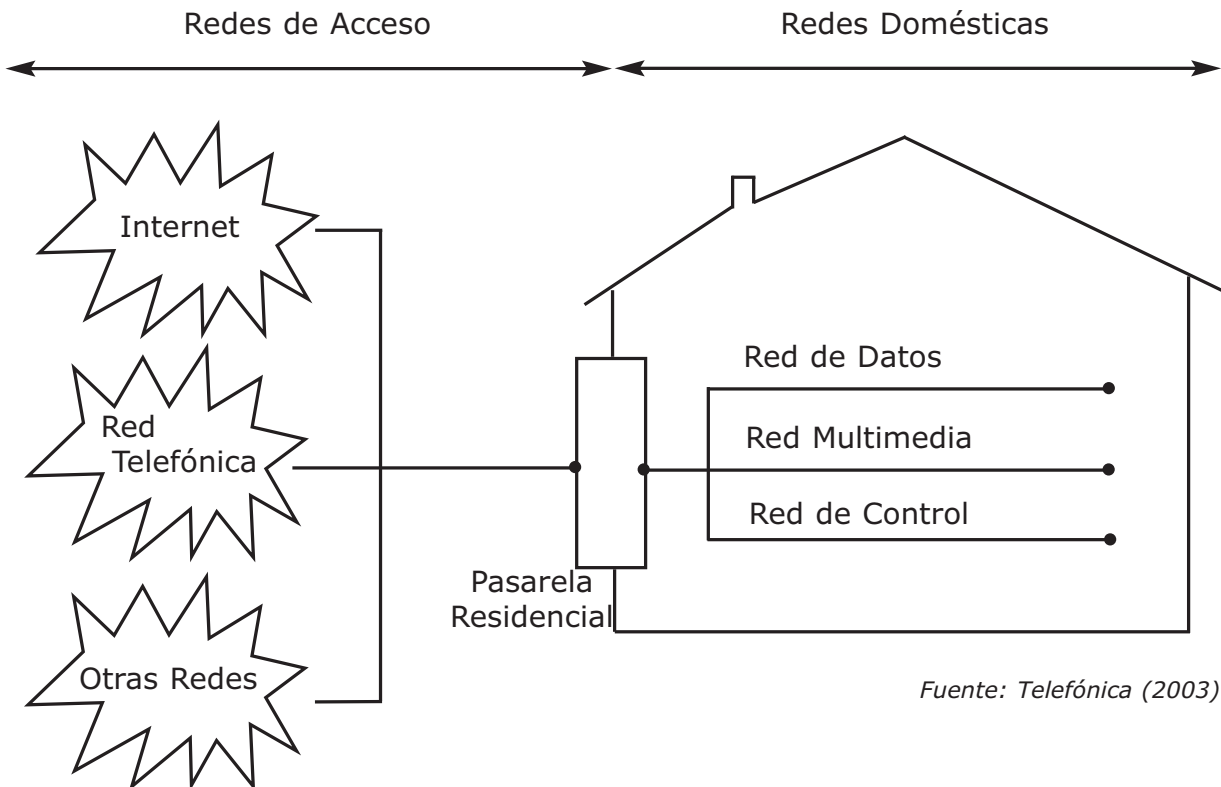 Redes de Acceso
Redes Domésticas
Internet
Red
Telefónica
Otras Redes
Pasarela
Residencial
Red de Datos
Red Multimedia
Red de Control
Fuente: Telefónica (2003)